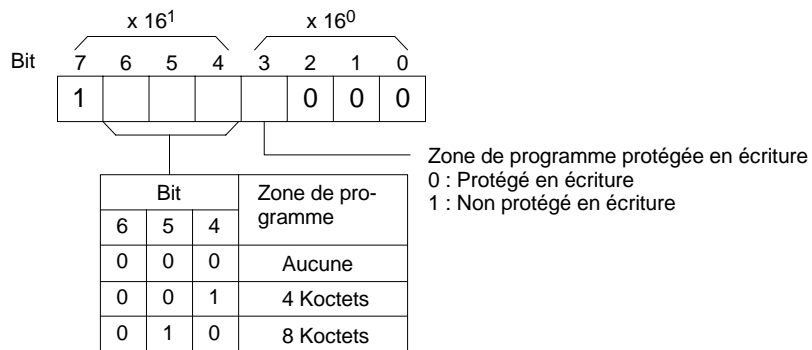 x 16¹ x 16⁰
Bit 7 6 5 4 3 2 1 0
1 0 0 0
Zone de programme protégée en écriture
0 : Protégé en écriture
1 : Non protégé en écriture
Bit Zone de pro-
gramme
6 5 4
0 0 0 Aucune
0 0 1 4 Koctets
0 1 0 8 Koctets